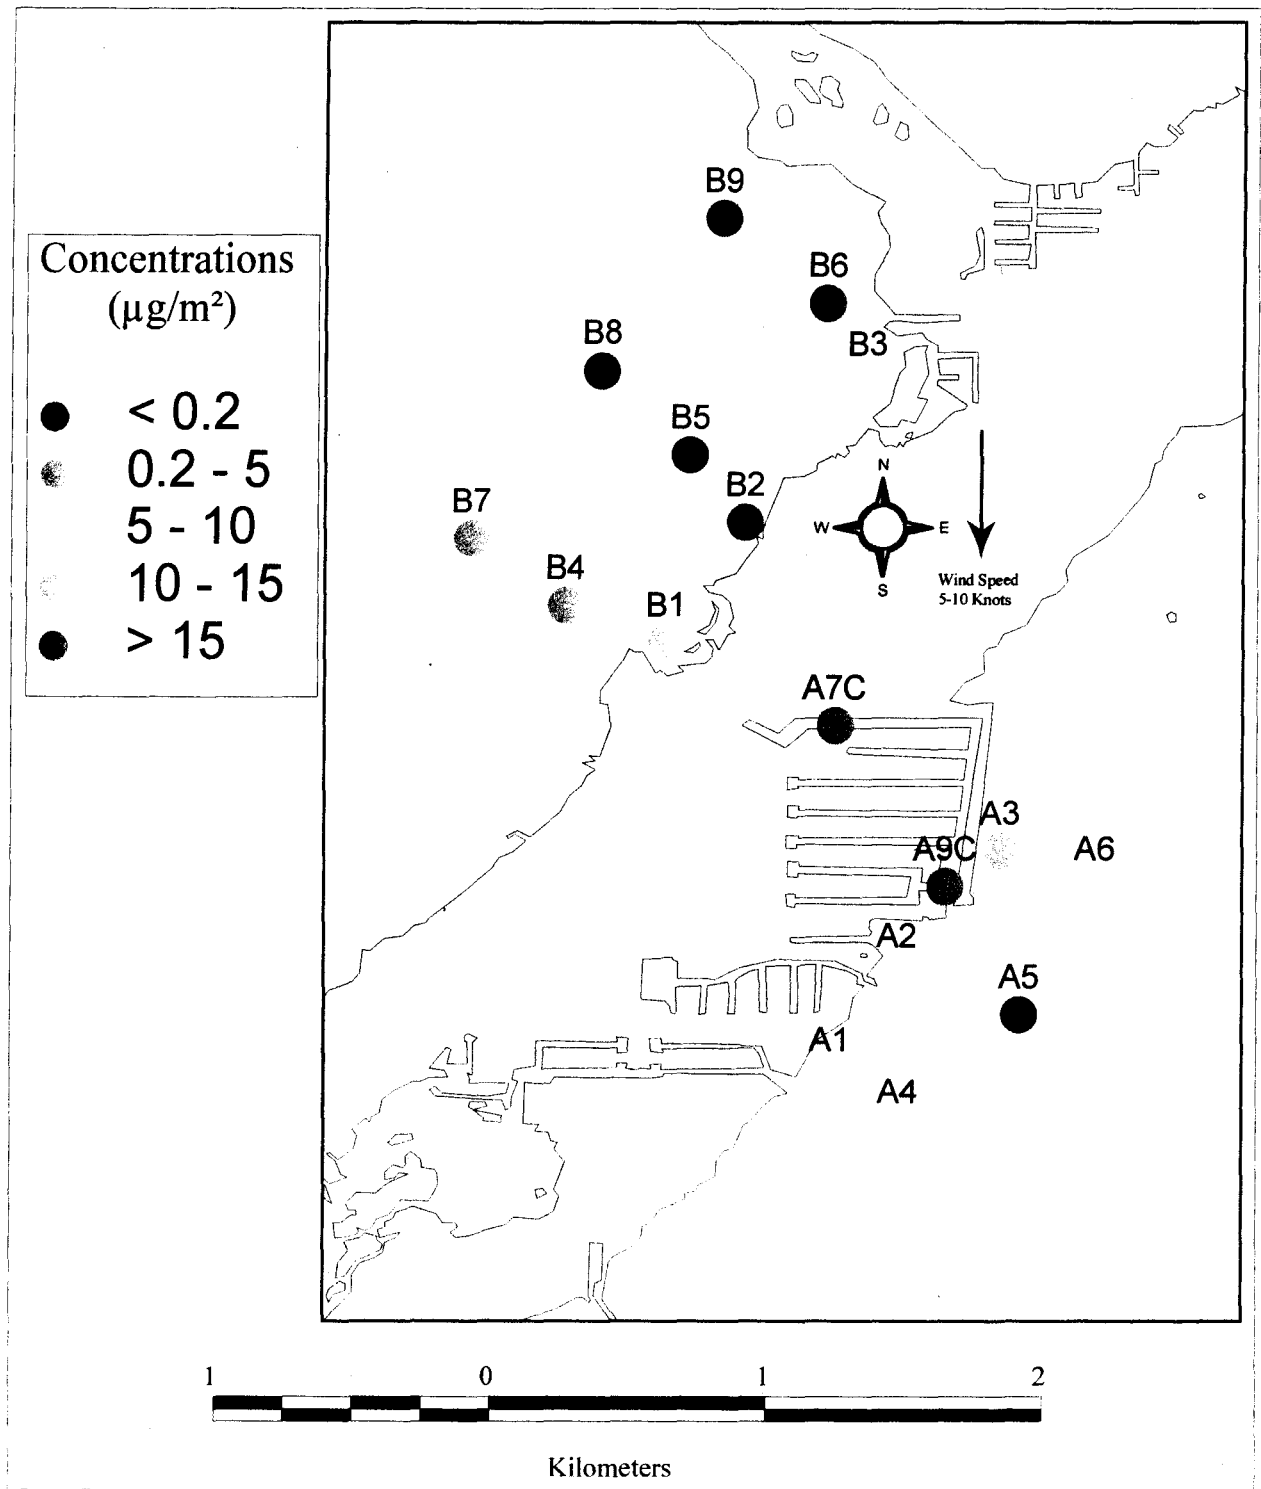 Concentrations
(µg/m²)
< 0.2
0.2 - 5
5 - 10
10 - 15
> 15
B9
B6
B3
B8
B5
B2
B7
B4
B1
N
W
E
S
Wind Speed
5-10 Knots
A7C
A3
A9C
A6
A2
A5
A1
A4
1
0
1
2
Kilometers